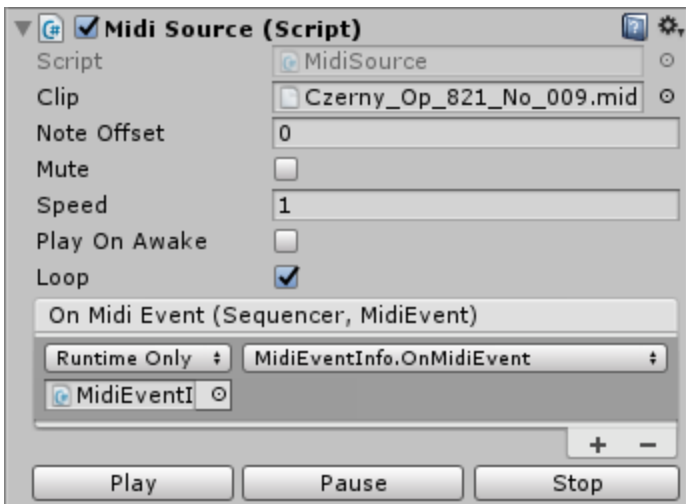 Midi Source (Script)
Script MidiSource
Clip Czerny_Op_821_No_009.mid
Note Offset 0
Mute
Speed 1
Play On Awake
Loop
On Midi Event (Sequencer, MidiEvent)
Runtime Only MidiEventInfo.OnMidiEvent
MidiEventI
+ −
Play Pause Stop